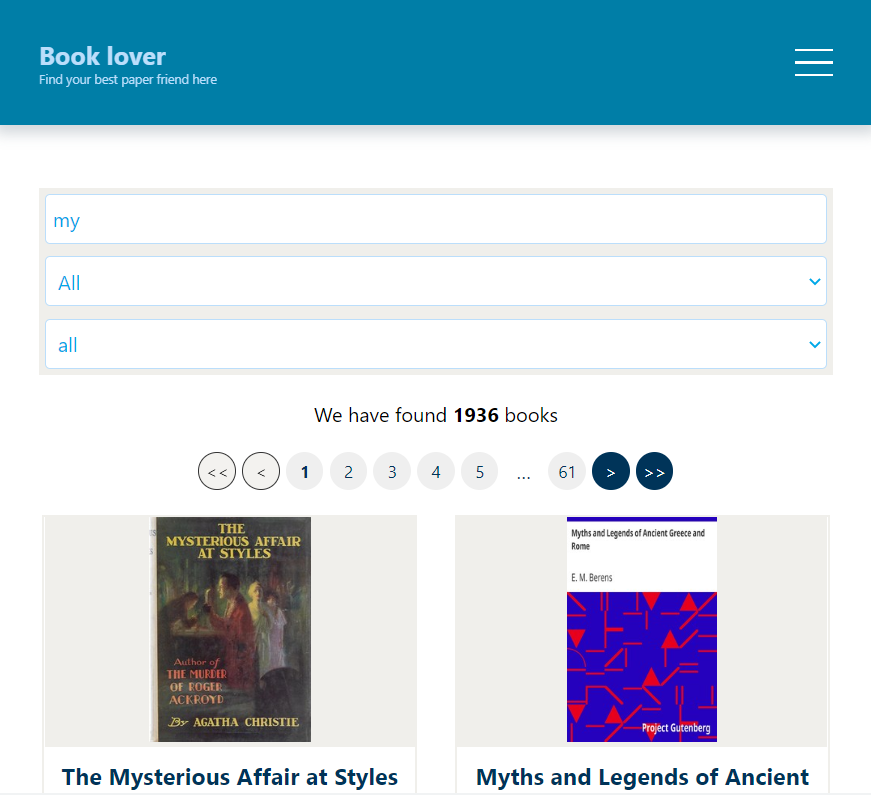 Book lover
Find your best paper friend here
my
All
all
We have found 1936 books
<< < 1 2 3 4 5 ... 61 > >>
THE
MYSTERIOUS AFFAIR
AT STYLES
Author of
THE MURDER
OF ROGER
ACKROYD
By AGATHA CHRISTIE
Myths and Legends of Ancient Greece and
Rome
E. M. Berens
Project Gutenberg
The Mysterious Affair at Styles
Myths and Legends of Ancient